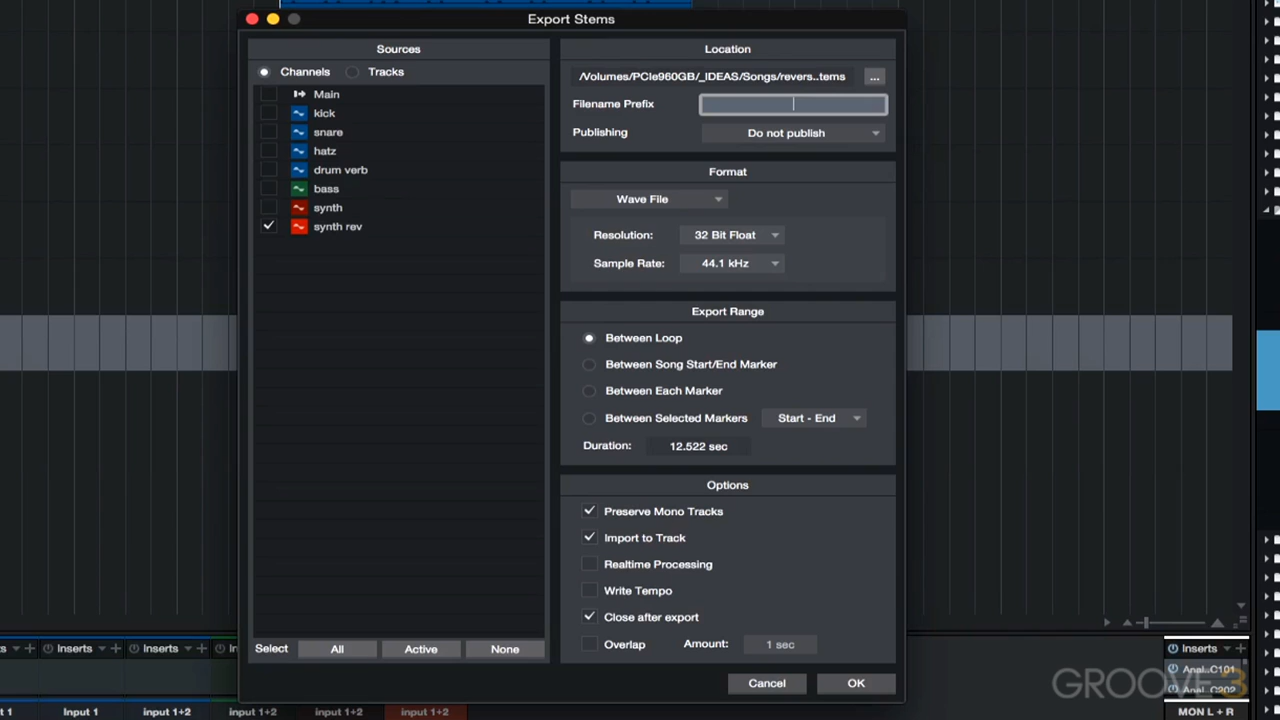 Export Stems
Sources
Channels Tracks
Main
kick
snare
hatz
drum verb
bass
synth
synth rev
Select All Active None
Location
/Volumes/PCIe960GB/_IDEAS/Songs/revers..tems ...
Filename Prefix
Publishing Do not publish
Format
Wave File
Resolution: 32 Bit Float
Sample Rate: 44.1 kHz
Export Range
Between Loop
Between Song Start/End Marker
Between Each Marker
Between Selected Markers Start - End
Duration: 12.522 sec
Options
Preserve Mono Tracks
Import to Track
Realtime Processing
Write Tempo
Close after export
Overlap Amount: 1 sec
Cancel OK
Inserts Inserts Inserts
Anal..C101
Anal..C202
GROOVE3
Input 1 input 1+2 input 1+2 input 1+2 input 1+2 MON L + R